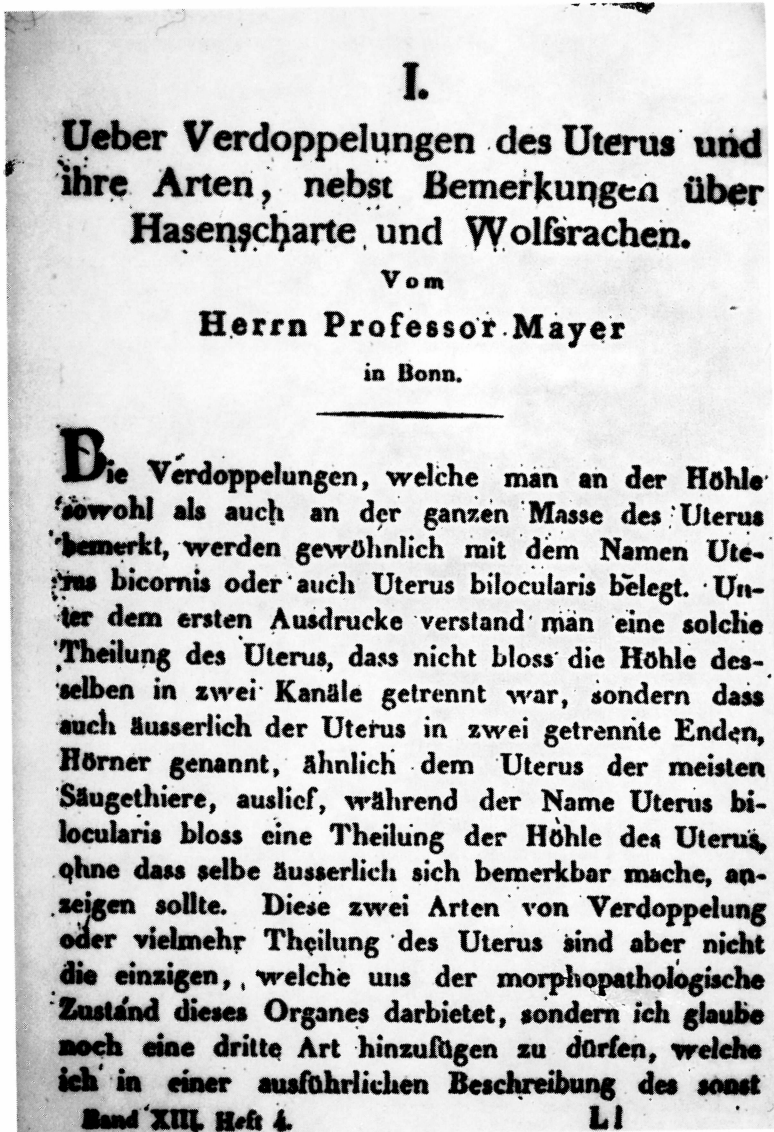 I.
Ueber Verdoppelungen des Uterus und
ihre Arten, nebst Bemerkungen über
Hasenscharte und Wolfsrachen.
Vom
Herrn Professor Mayer
in Bonn.
Die Verdoppelungen, welche man an der Höhle
sowohl als auch an der ganzen Masse des Uterus
bemerkt, werden gewöhnlich mit dem Namen Ute-
rus bicornis oder auch Uterus bilocularis belegt. Un-
ter dem ersten Ausdrucke verstand man eine solche
Theilung des Uterus, dass nicht bloss die Höhle des-
selben in zwei Kanäle getrennt war, sondern dass
auch äusserlich der Uterus in zwei getrennte Enden,
Hörner genannt, ähnlich dem Uterus der meisten
Säugethiere, auslief, während der Name Uterus bi-
locularis bloss eine Theilung der Höhle des Uterus,
ohne dass selbe äusserlich sich bemerkbar mache, an-
zeigen sollte. Diese zwei Arten von Verdoppelung
oder vielmehr Theilung des Uterus sind aber nicht
die einzigen, welche uns der morphopathologische
Zustand dieses Organes darbietet, sondern ich glaube
noch eine dritte Art hinzufügen zu dürfen, welche
ich in einer ausführlichen Beschreibung des sonst
Band XIII. Heft 4. Ll